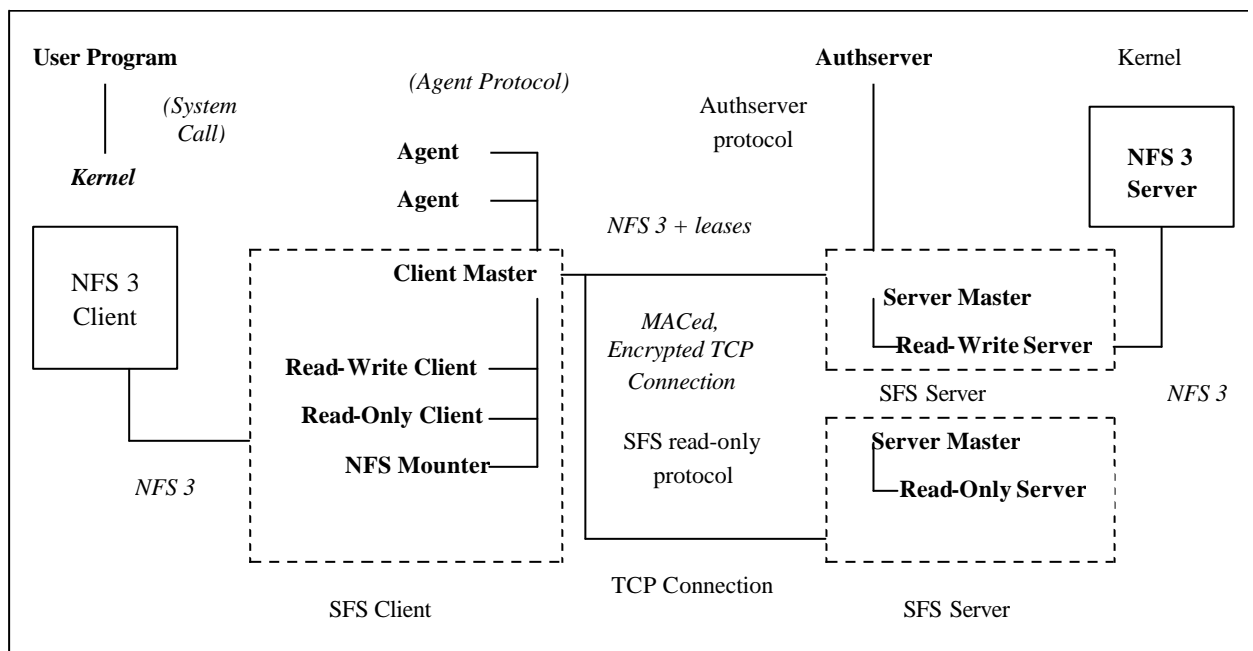 User Program
(System
Call)
Kernel
NFS 3
Client
NFS 3
(Agent Protocol)
Agent
Agent
Client Master
Read-Write Client
Read-Only Client
NFS Mounter
SFS Client
NFS 3 + leases
MACed,
Encrypted TCP
Connection
SFS read-only
protocol
TCP Connection
Authserver
Authserver
protocol
Server Master
Read-Write Server
SFS Server
Server Master
Read-Only Server
SFS Server
Kernel
NFS 3
Server
NFS 3